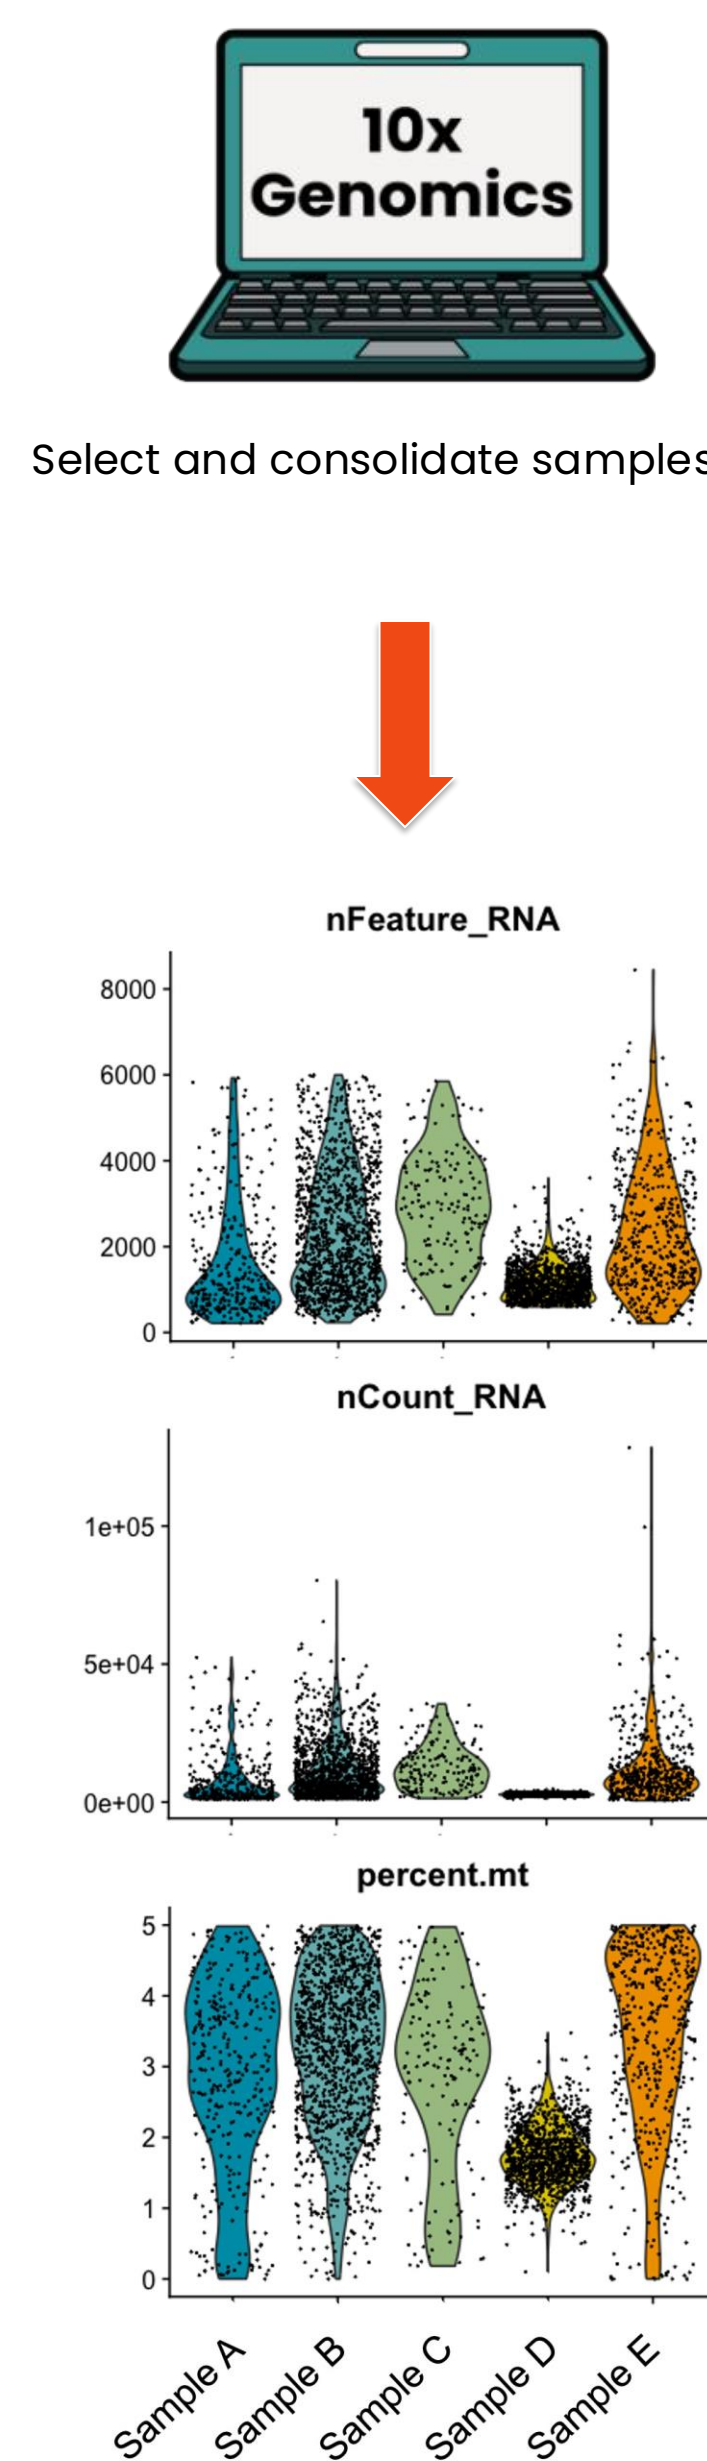 10x
Genomics
Select and consolidate samples
nFeature_RNA
8000
6000
4000
2000
0
nCount_RNA
1e+05
5e+04
0e+00
percent.mt
5
4
3
2
1
0
Sample A
Sample B
Sample C
Sample D
Sample E